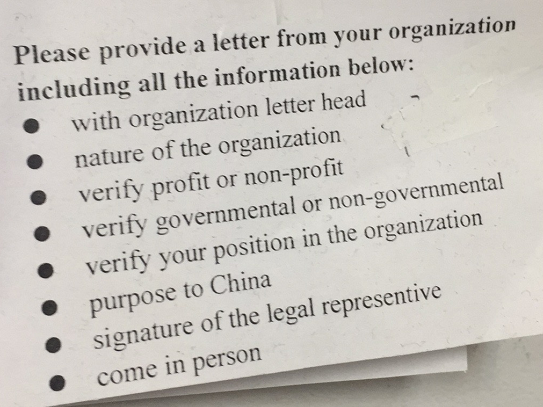 Please provide a letter from your organization
including all the information below:
● with organization letter head
● nature of the organization
● verify profit or non-profit
● verify governmental or non-governmental
● verify your position in the organization
● purpose to China
● signature of the legal representive
● come in person